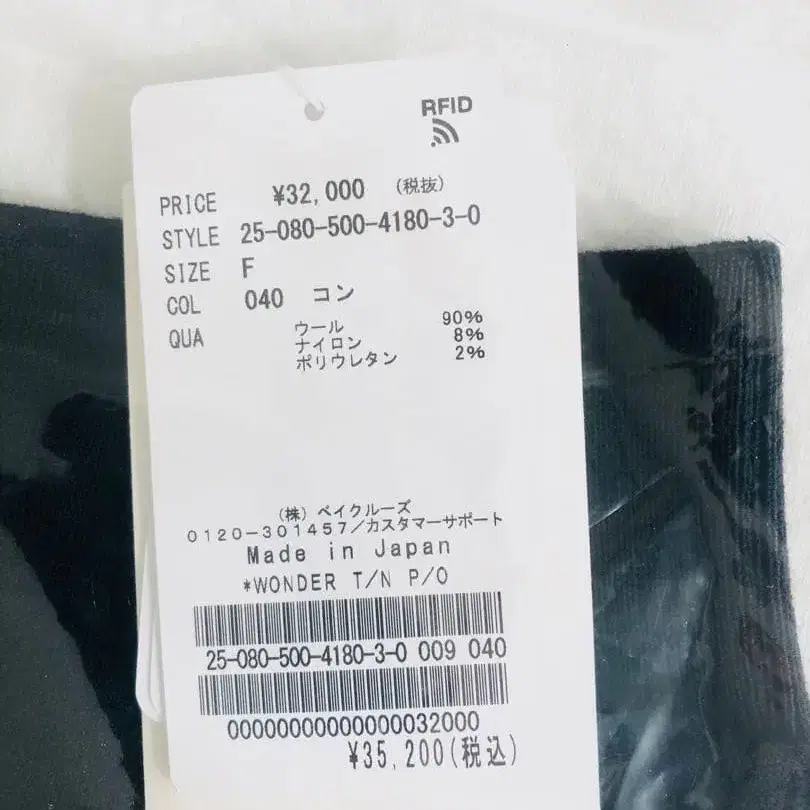 RFID
PRICE ¥32,000 (税抜)
STYLE 25-080-500-4180-3-0
SIZE F
COL 040 コン
QUA ウール 90%
ナイロン 8%
ポリウレタン 2%
(株) ベイクルーズ
0120-301457/カスタマーサポート
Made in Japan
*WONDER T/N P/O
25-080-500-4180-3-0 009 040
00000000000000032000
¥35,200(税込)